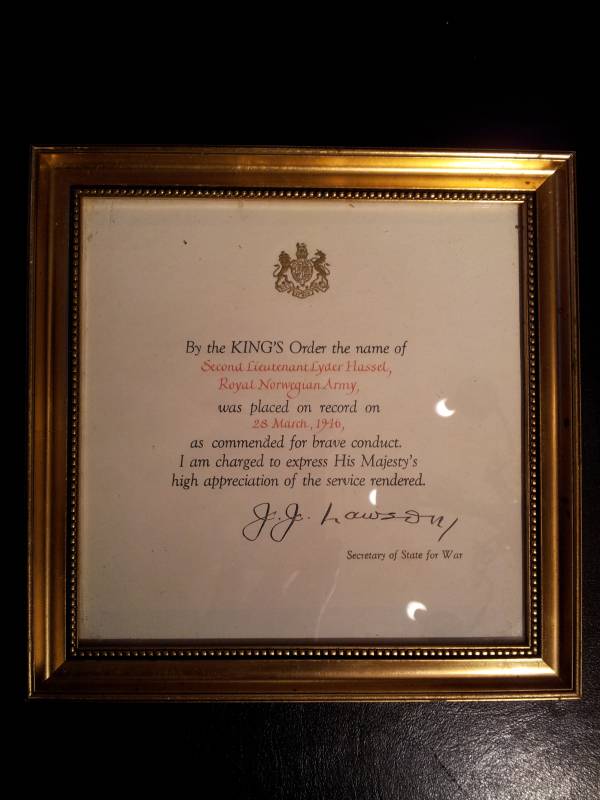 By the KING'S Order the name of
Second Lieutenant Lyder Hassel,
Royal Norwegian Army,
was placed on record on
28 March, 1946,
as commended for brave conduct.
I am charged to express His Majesty's
high appreciation of the service rendered.
J.J. Lawson
Secretary of State for War